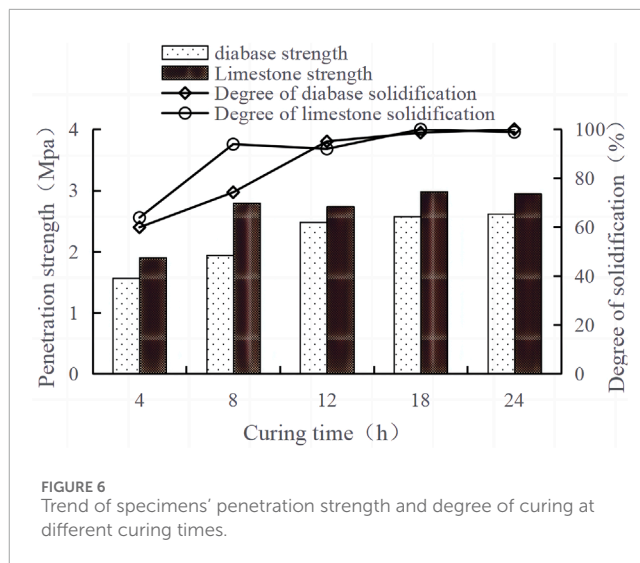 diabase strength
Limestone strength
Degree of diabase solidification
Degree of limestone solidification
4
3
2
1
0
Penetration strength（Mpa）
100
80
60
40
20
0
Degree of solidification（%）
4 8 12 18 24
Curing time（h）
FIGURE 6
Trend of specimens’ penetration strength and degree of curing at
different curing times.